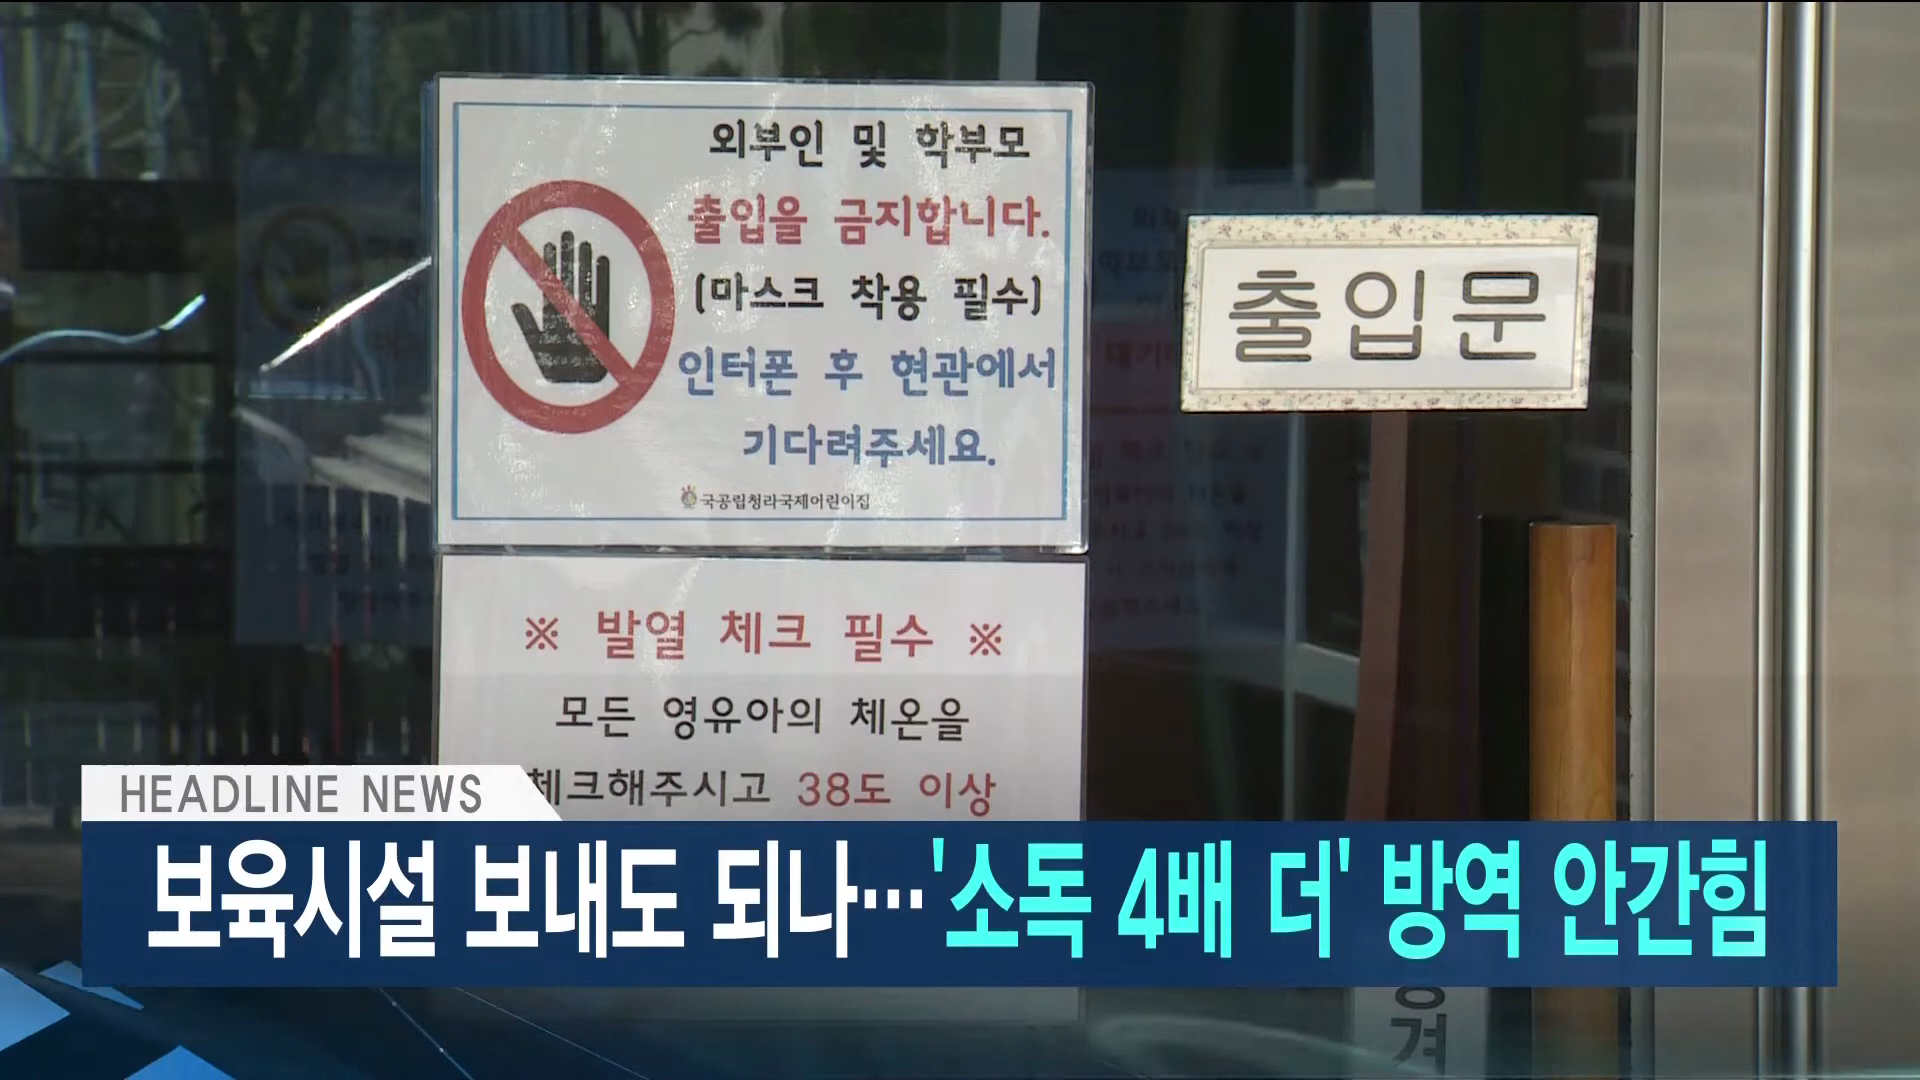 외부인 및 학부모
출입을 금지합니다.
(마스크 착용 필수)
인터폰 후 현관에서
기다려주세요.
국공립청라국제어린이집
출입문
※ 발열 체크 필수 ※
모든 영유아의 체온을
체크해주시고 38도 이상
HEADLINE NEWS
보육시설 보내도 되나…'소독 4배 더' 방역 안간힘